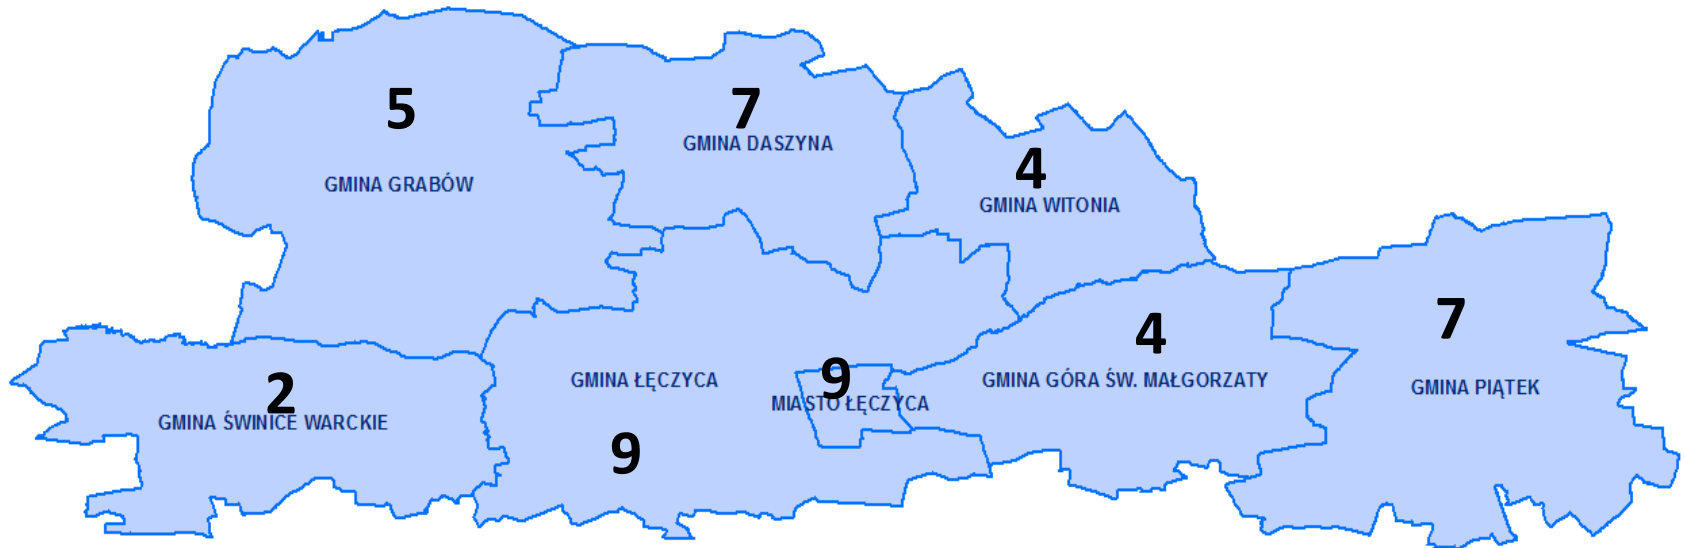 5
GMINA GRABÓW
7
GMINA DASZYNA
4
GMINA WITONIA
2
GMINA ŚWINICE WARCKIE
GMINA ŁĘCZYCA
9
9
MIASTO ŁĘCZYCA
4
GMINA GÓRA ŚW. MAŁGORZATY
7
GMINA PIĄTEK